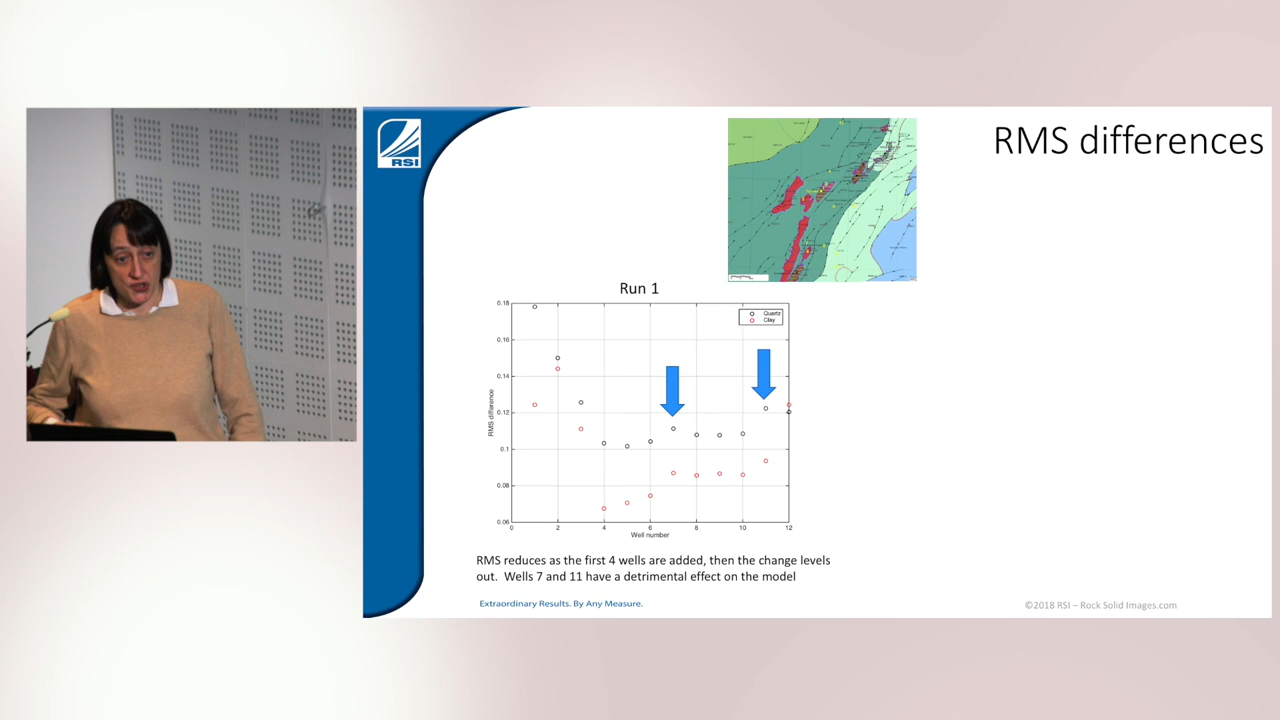 RSI
RMS differences
Run 1
0.18
0.16
0.14
0.12
0.1
0.08
0.06
RMS difference
Quartz
Clay
0
2
4
6
8
10
12
Well number
RMS reduces as the first 4 wells are added, then the change levels
out. Wells 7 and 11 have a detrimental effect on the model
Extraordinary Results. By Any Measure.
©2018 RSI – Rock Solid Images.com